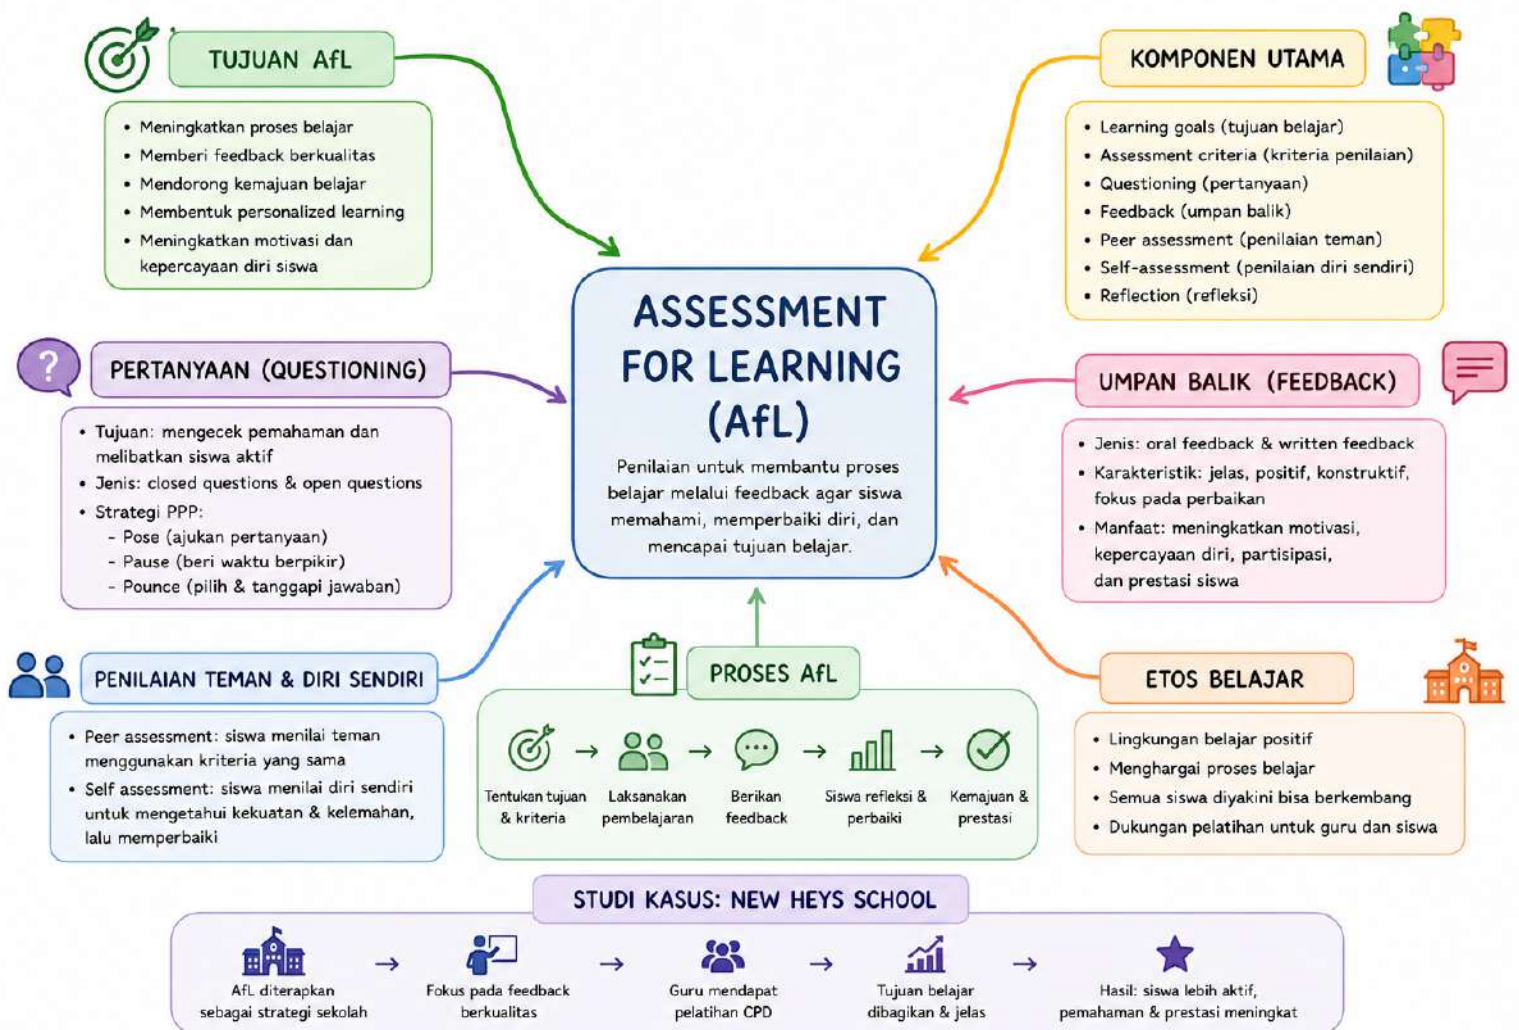 TUJUAN AfL
• Meningkatkan proses belajar
• Memberi feedback berkualitas
• Mendorong kemajuan belajar
• Membentuk personalized learning
• Meningkatkan motivasi dan
kepercayaan diri siswa
KOMPONEN UTAMA
• Learning goals (tujuan belajar)
• Assessment criteria (kriteria penilaian)
• Questioning (pertanyaan)
• Feedback (umpan balik)
• Peer assessment (penilaian teman)
• Self-assessment (penilaian diri sendiri)
• Reflection (refleksi)
ASSESSMENT
FOR LEARNING
(AfL)
Penilaian untuk membantu proses
belajar melalui feedback agar siswa
memahami, memperbaiki diri, dan
mencapai tujuan belajar.
?
PERTANYAAN (QUESTIONING)
• Tujuan: mengecek pemahaman dan
melibatkan siswa aktif
• Jenis: closed questions & open questions
• Strategi PPP:
- Pose (ajukan pertanyaan)
- Pause (beri waktu berpikir)
- Pounce (pilih & tanggapi jawaban)
UMPAN BALIK (FEEDBACK)
• Jenis: oral feedback & written feedback
• Karakteristik: jelas, positif, konstruktif,
fokus pada perbaikan
• Manfaat: meningkatkan motivasi,
kepercayaan diri, partisipasi,
dan prestasi siswa
PENILAIAN TEMAN & DIRI SENDIRI
• Peer assessment: siswa menilai teman
menggunakan kriteria yang sama
• Self assessment: siswa menilai diri sendiri
untuk mengetahui kekuatan & kelemahan,
lalu memperbaiki
PROSES AfL
Tentukan tujuan
& kriteria
Laksanakan
pembelajaran
Berikan
feedback
Siswa refleksi &
perbaiki
Kemajuan &
prestasi
ETOS BELAJAR
• Lingkungan belajar positif
• Menghargai proses belajar
• Semua siswa diyakini bisa berkembang
• Dukungan pelatihan untuk guru dan siswa
STUDI KASUS: NEW HEYS SCHOOL
AfL diterapkan
sebagai strategi sekolah
Fokus pada feedback
berkualitas
Guru mendapat
pelatihan CPD
Tujuan belajar
dibagikan & jelas
Hasil: siswa lebih aktif,
pemahaman & prestasi meningkat